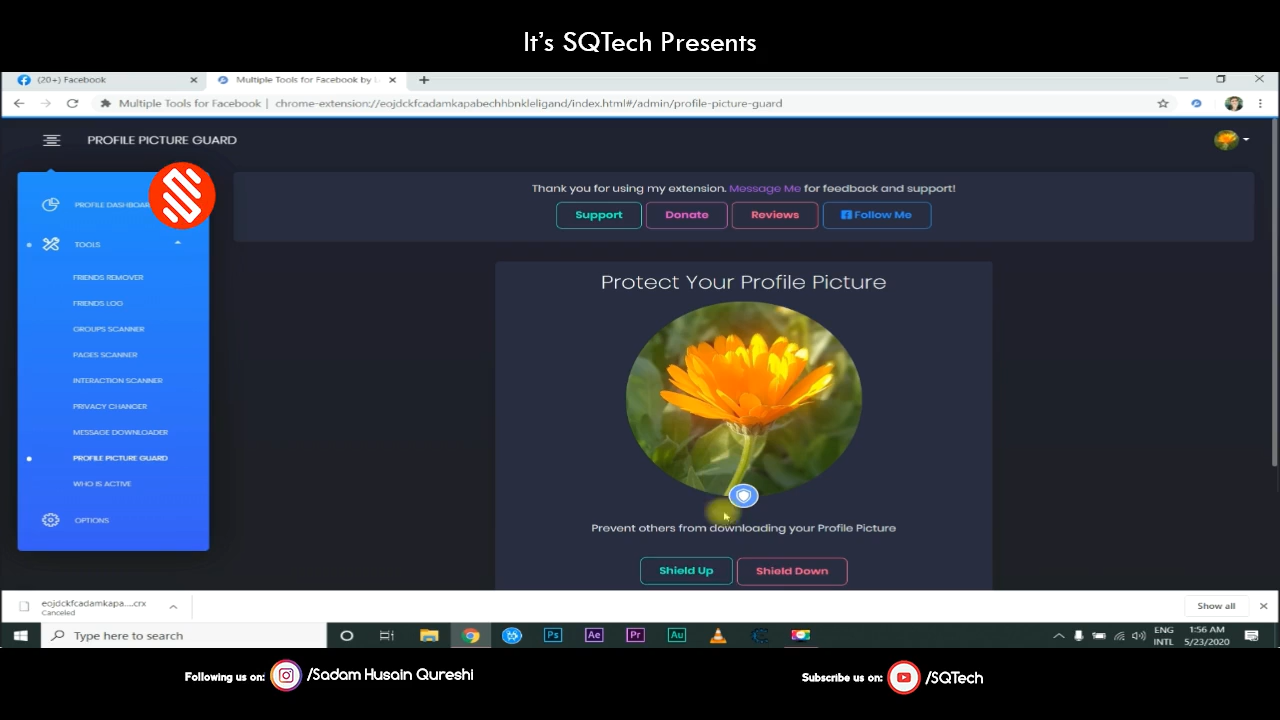 It's SQTech Presents
(20+) Facebook
Multiple Tools for Facebook by L
Multiple Tools for Facebook | chrome-extension://eojdckfcadamkapabechhbnkleligand/index.html#/admin/profile-picture-guard
PROFILE PICTURE GUARD
PROFILE DASHBOAR
TOOLS
FRIENDS REMOVER
FRIENDS LOG
GROUPS SCANNER
PAGES SCANNER
INTERACTION SCANNER
PRIVACY CHANGER
MESSAGE DOWNLOADER
PROFILE PICTURE GUARD
WHO IS ACTIVE
OPTIONS
Thank you for using my extension. Message Me for feedback and support!
Support Donate Reviews Follow Me
Protect Your Profile Picture
Prevent others from downloading your Profile Picture
Shield Up Shield Down
eojdckfcadamkapa....crx
Canceled
Show all
Type here to search
Ps Ae Pr Au
ENG
INTL
1:56 AM
5/23/2020
Following us on: /Sadam Husain Qureshi
Subscribe us on: /SQTech